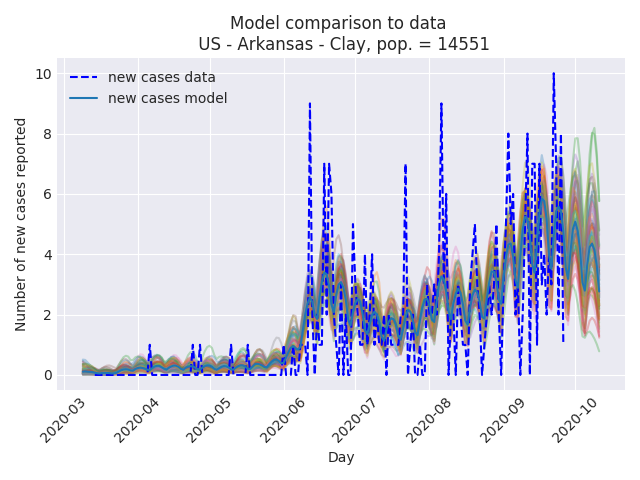 Model comparison to data
US - Arkansas - Clay, pop. = 14551
new cases data
new cases model
Number of new cases reported
10
8
6
4
2
0
2020-03
2020-04
2020-05
2020-06
2020-07
2020-08
2020-09
2020-10
Day